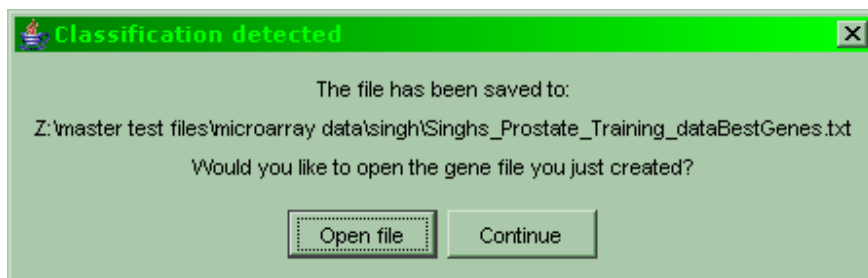 Classification detected
The file has been saved to:
Z:\master test files\microarray data\singh\Singhs_Prostate_Training_dataBestGenes.txt
Would you like to open the gene file you just created?
Open file Continue